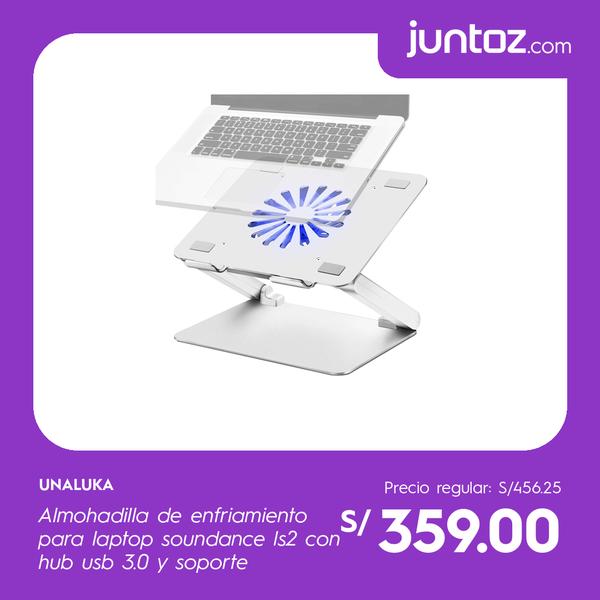 juntoz.com
UNALUKA
Almohadilla de enfriamiento
para laptop soundance ls2 con
hub usb 3.0 y soporte
Precio regular: S/456.25
S/ 359.00